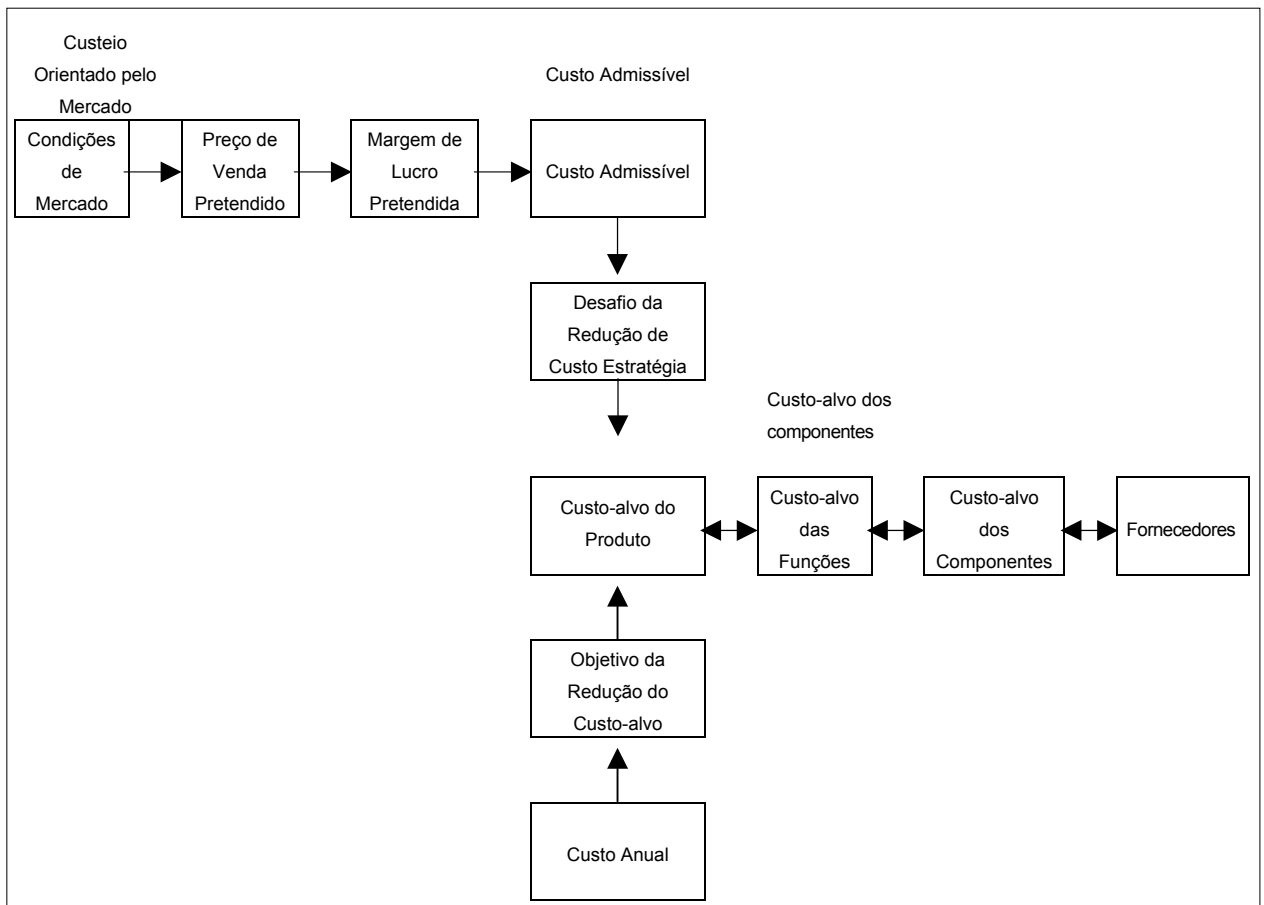 Custeio
Orientado pelo
Mercado
Custo Admissível
Condições
de
Mercado
Preço de
Venda
Pretendido
Margem de
Lucro
Pretendida
Custo Admissível
Desafio da
Redução de
Custo Estratégia
Custo-alvo dos
componentes
Custo-alvo do
Produto
Custo-alvo
das
Funções
Custo-alvo
dos
Componentes
Fornecedores
Objetivo da
Redução do
Custo-alvo
Custo Anual